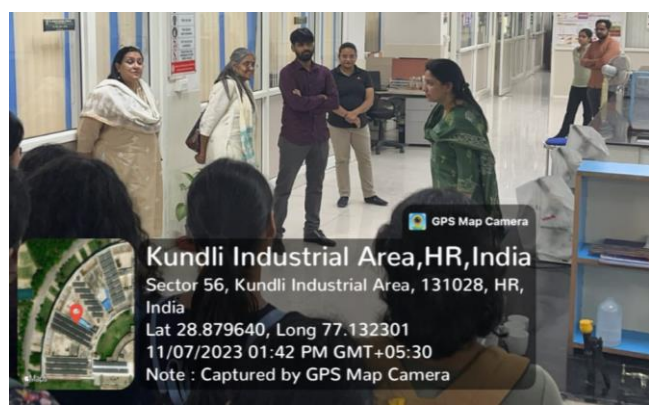 GPS Map Camera
Kundli Industrial Area,HR,India
Sector 56, Kundli Industrial Area, 131028, HR,
India
Lat 28.879640, Long 77.132301
11/07/2023 01:42 PM GMT+05:30
Note : Captured by GPS Map Camera
Maps